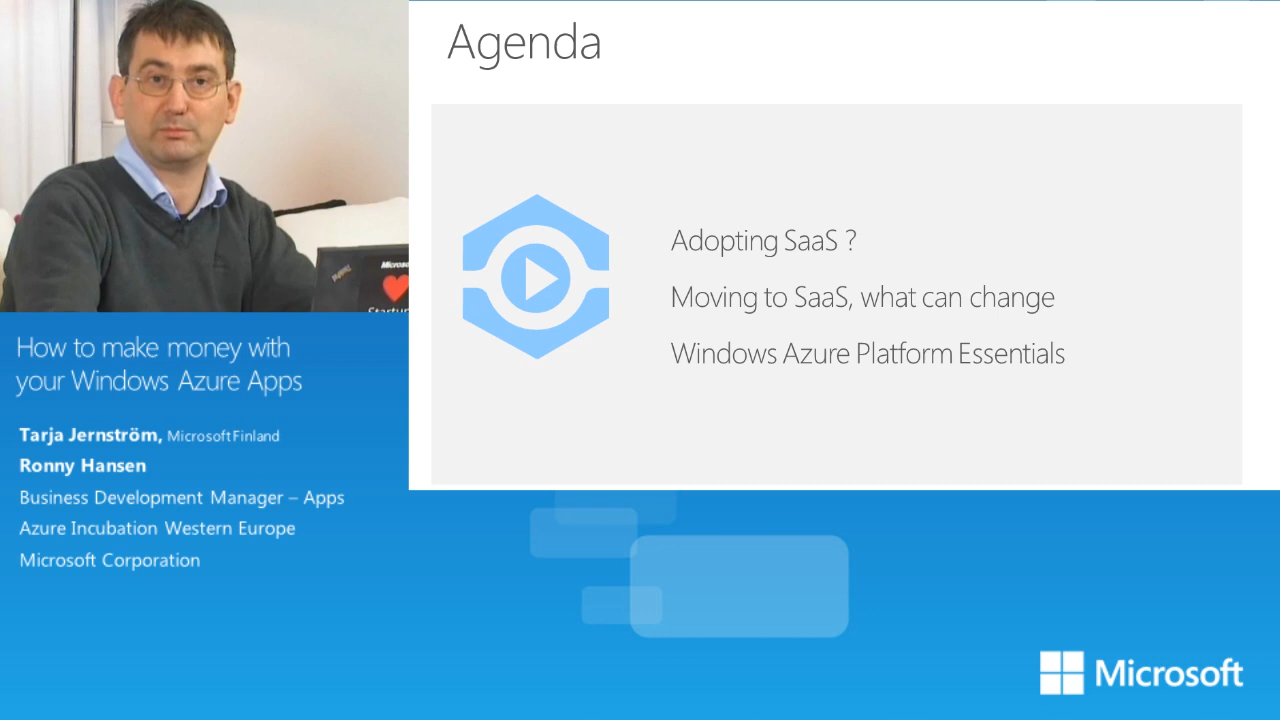 Agenda
Adopting SaaS ?
Moving to SaaS, what can change
Windows Azure Platform Essentials
How to make money with
your Windows Azure Apps
Tarja Jernström, Microsoft Finland
Ronny Hansen
Business Development Manager – Apps
Azure Incubation Western Europe
Microsoft Corporation
Microsoft